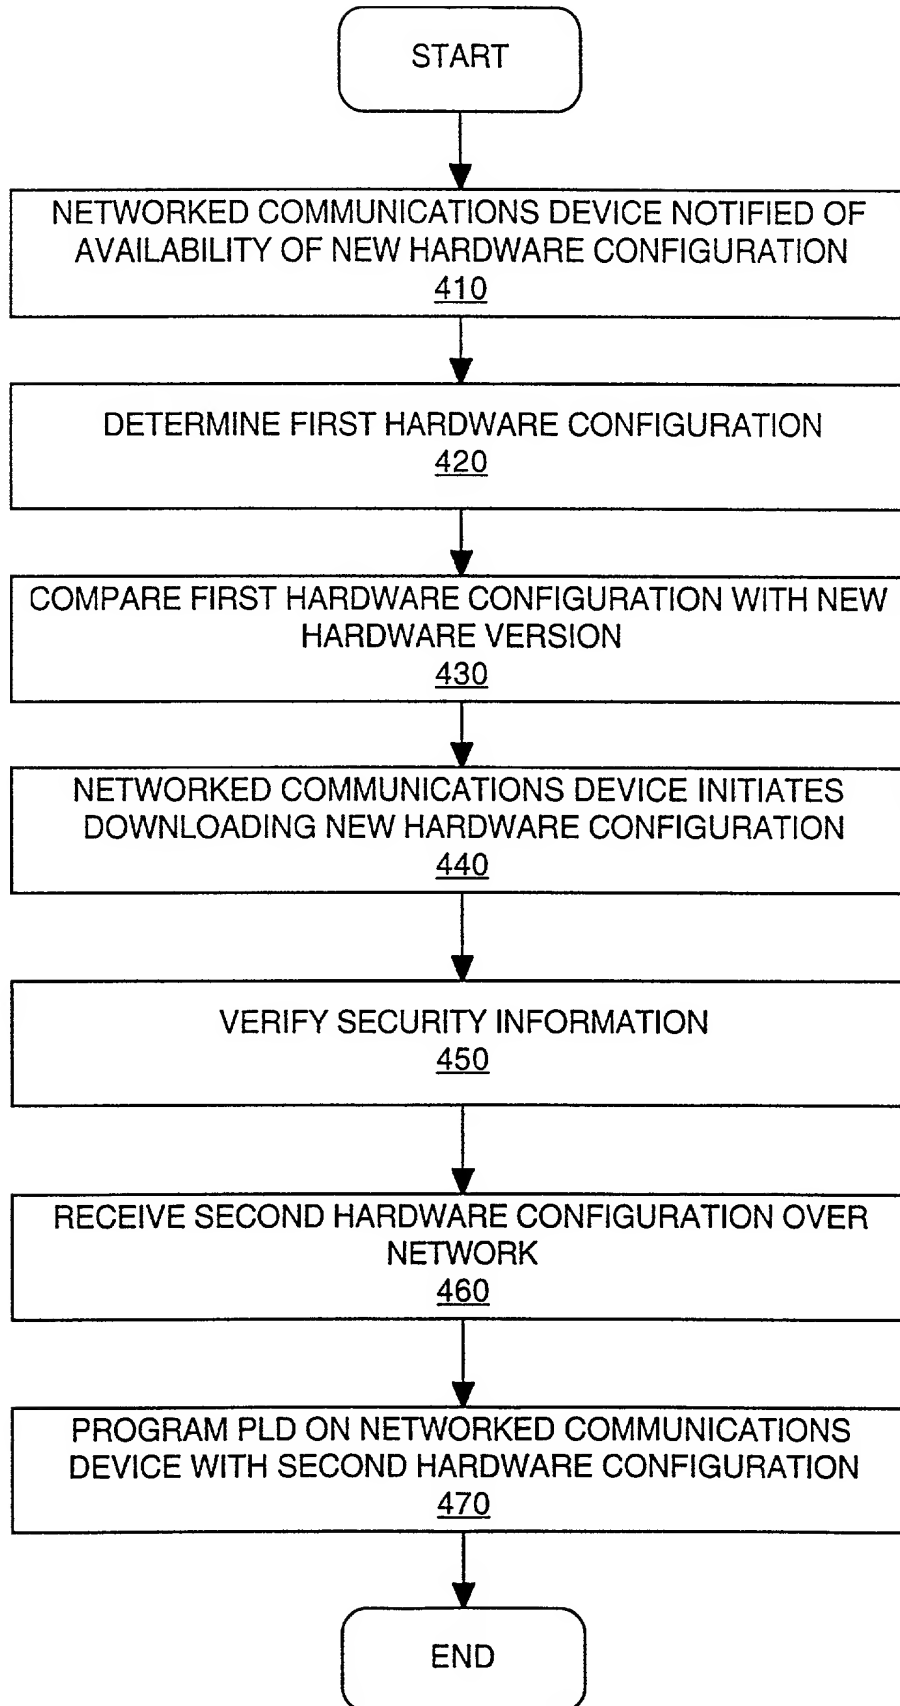 START
NETWORKED COMMUNICATIONS DEVICE NOTIFIED OF
AVAILABILITY OF NEW HARDWARE CONFIGURATION
410
DETERMINE FIRST HARDWARE CONFIGURATION
420
COMPARE FIRST HARDWARE CONFIGURATION WITH NEW
HARDWARE VERSION
430
NETWORKED COMMUNICATIONS DEVICE INITIATES
DOWNLOADING NEW HARDWARE CONFIGURATION
440
VERIFY SECURITY INFORMATION
450
RECEIVE SECOND HARDWARE CONFIGURATION OVER
NETWORK
460
PROGRAM PLD ON NETWORKED COMMUNICATIONS
DEVICE WITH SECOND HARDWARE CONFIGURATION
470
END